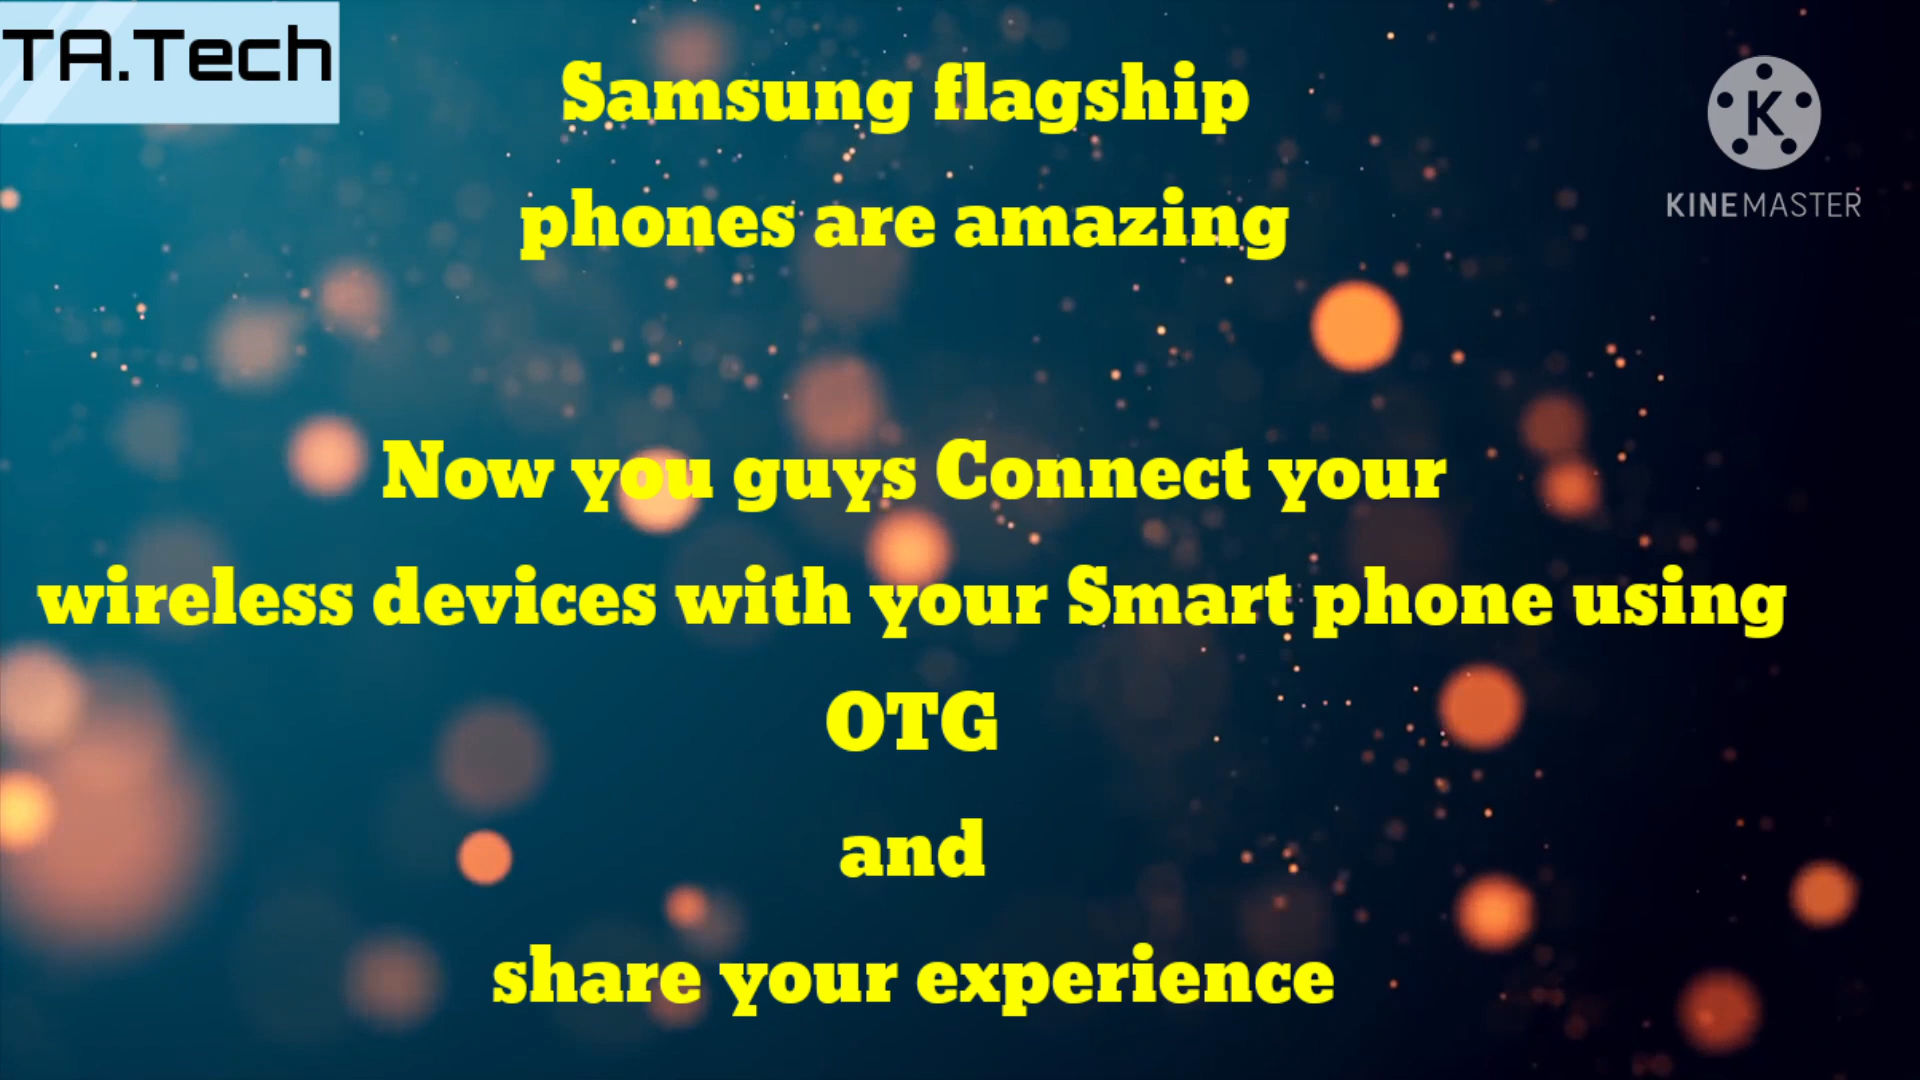 TA.Tech
Samsung flagship
phones are amazing
K
KINEMASTER
Now you guys Connect your
wireless devices with your Smart phone using
OTG
and
share your experience